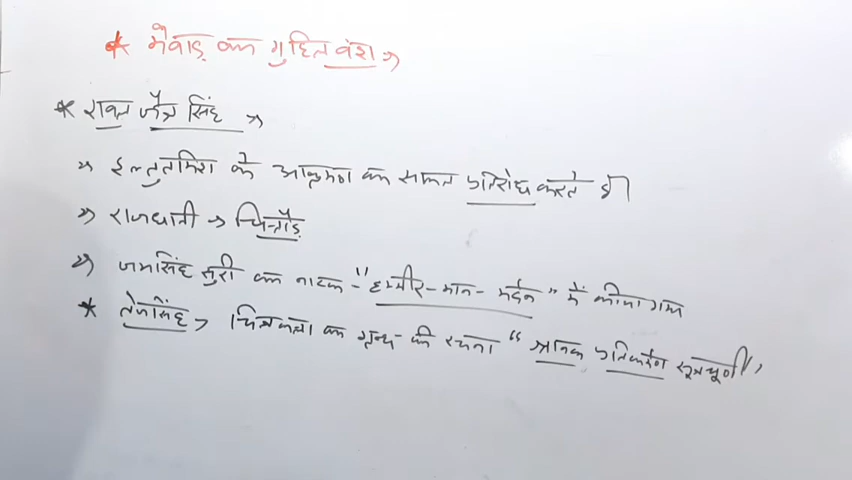 * मेवाड़ का गुहिल वंश →
* रावल जैत्र सिंह →
→ इल्तुतमिश के आक्रमण का सफल प्रतिरोध करते है।
→ राजधानी → चित्तौड़
→ जयसिंह सुरी का नाटक - "हम्मीर - मान - मर्दन" में कीया गया
* तेजसिंह → चित्रकला का ग्रन्थ - की रचना "श्रावक प्रतिक्रमण सूत्रचूर्णी"